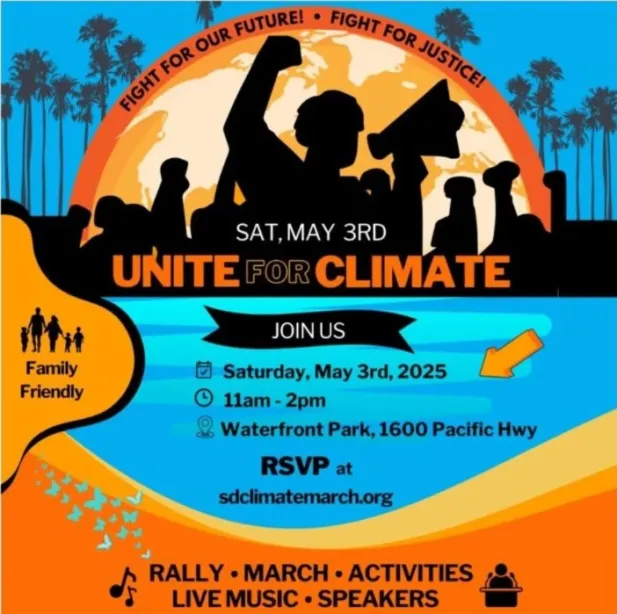 FIGHT FOR OUR FUTURE! • FIGHT FOR JUSTICE!
SAT, MAY 3RD
UNITE FOR CLIMATE
JOIN US
Family
Friendly
Saturday, May 3rd, 2025
11am - 2pm
Waterfront Park, 1600 Pacific Hwy
RSVP at
sdclimatemarch.org
RALLY • MARCH • ACTIVITIES
LIVE MUSIC • SPEAKERS